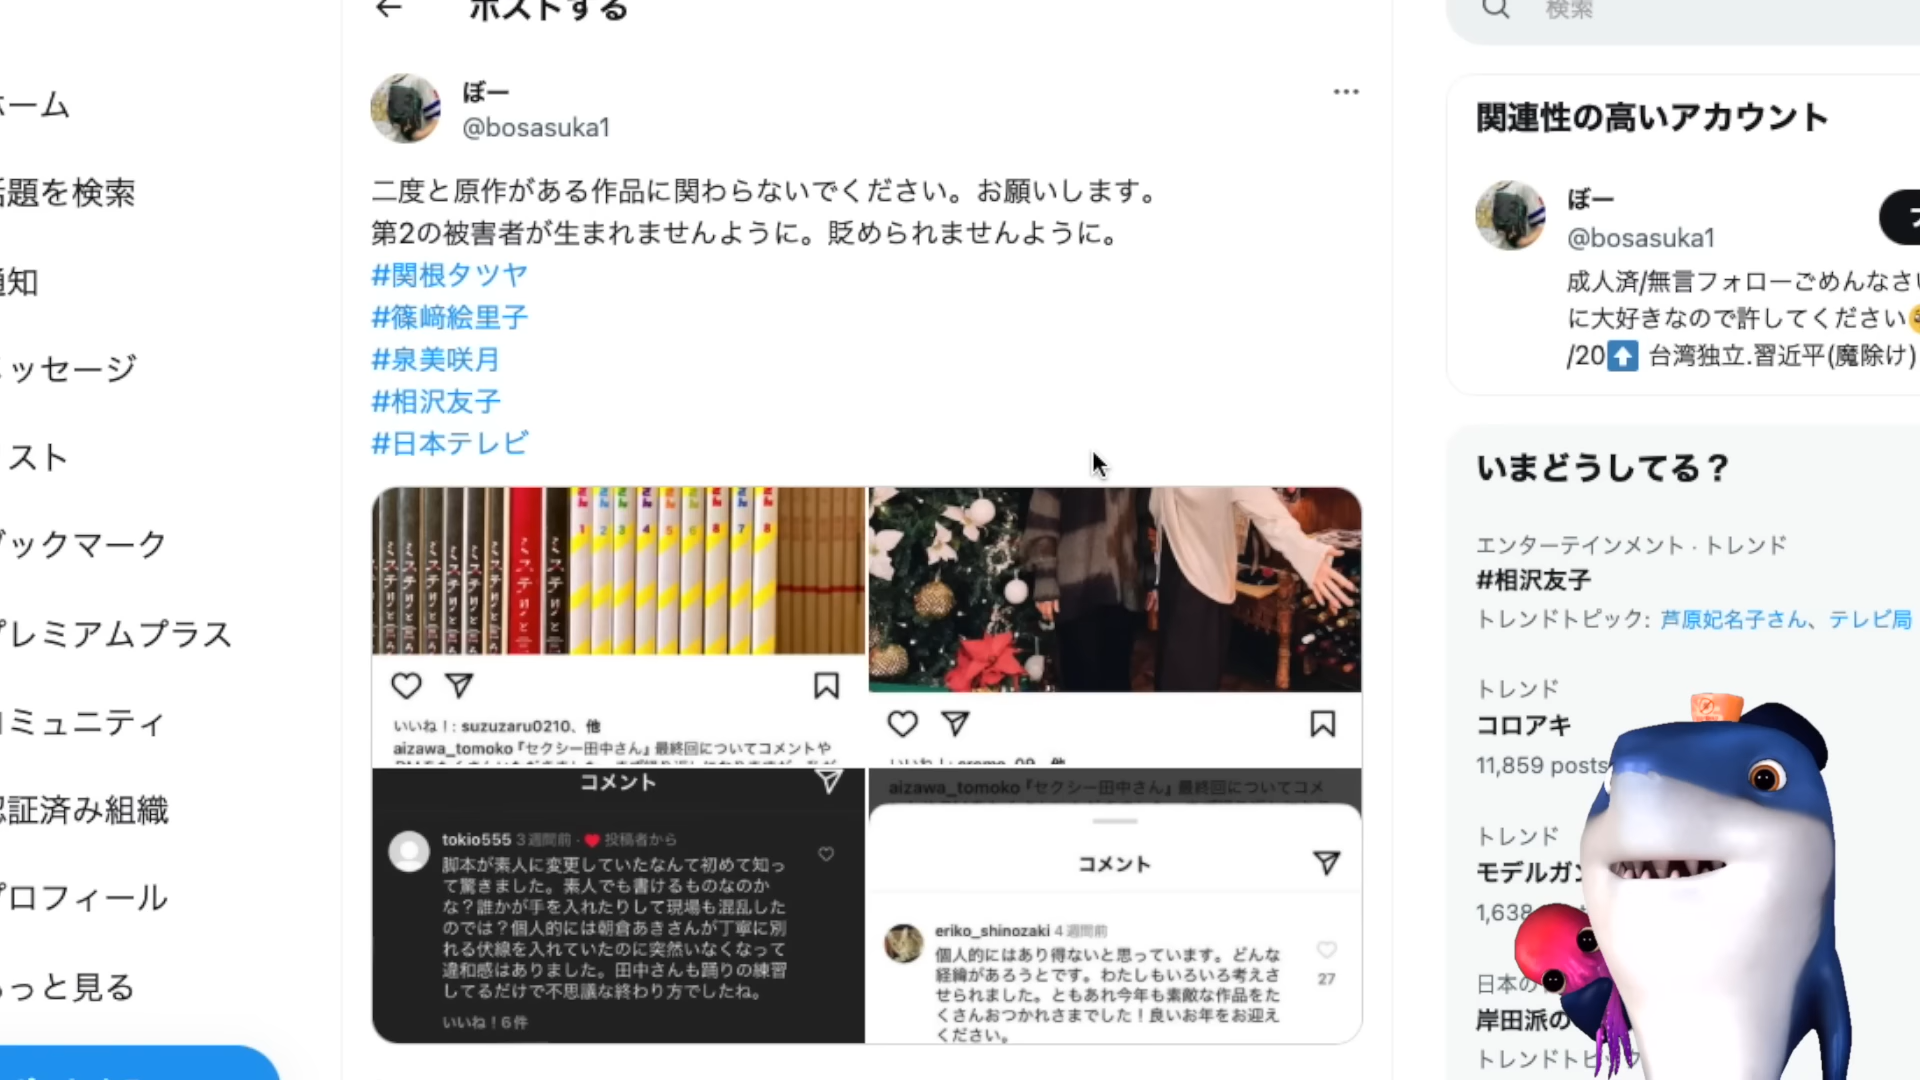 ポストする
検索
ホーム
話題を検索
通知
メッセージ
リスト
ブックマーク
プレミアムプラス
コミュニティ
認証済み組織
プロフィール
もっと見る
ぼー
@bosasuka1
二度と原作がある作品に関わらないでください。お願いします。
第2の被害者が生まれませんように。貶められませんように。
#関根タツヤ
#篠﨑絵里子
#泉美咲月
#相沢友子
#日本テレビ
いいね!: suzuzaru0210、他
aizawa_tomoko『セクシー田中さん』最終回についてコメントや
コメント
tokio555 3週間前・❤投稿者から
脚本が素人に変更していたなんて初めて知っ
て驚きました。素人でも書けるものなのか
な?誰かが手を入れたりして現場も混乱した
のでは?個人的には朝倉あきさんが丁寧に別
れる伏線を入れていたのに突然いなくなって
違和感はありました。田中さんも踊りの練習
してるだけで不思議な終わり方でしたね。
いいね!6件
aizawa_tomoko『セクシー田中さん』最終回についてコメ
コメント
eriko_shinozaki 4週間前
個人的にはあり得ないと思っています。どんな
経緯があろうとです。わたしもいろいろ考えさ
せられました。ともあれ今年も素敵な作品をた
くさんおつかれさまでした!良いお年をお迎え
ください。
27
関連性の高いアカウント
ぼー
@bosasuka1
成人済/無言フォローごめんなさい
に大好きなので許してください
/20⬆ 台湾独立.習近平(魔除け)
いまどうしてる?
エンターテインメント・トレンド
#相沢友子
トレンドトピック: 芦原妃名子さん、テレビ局
トレンド
コロアキ
11,859 posts
トレンド
モデルガン
1,638
日本の
岸田派の
トレンドトピック